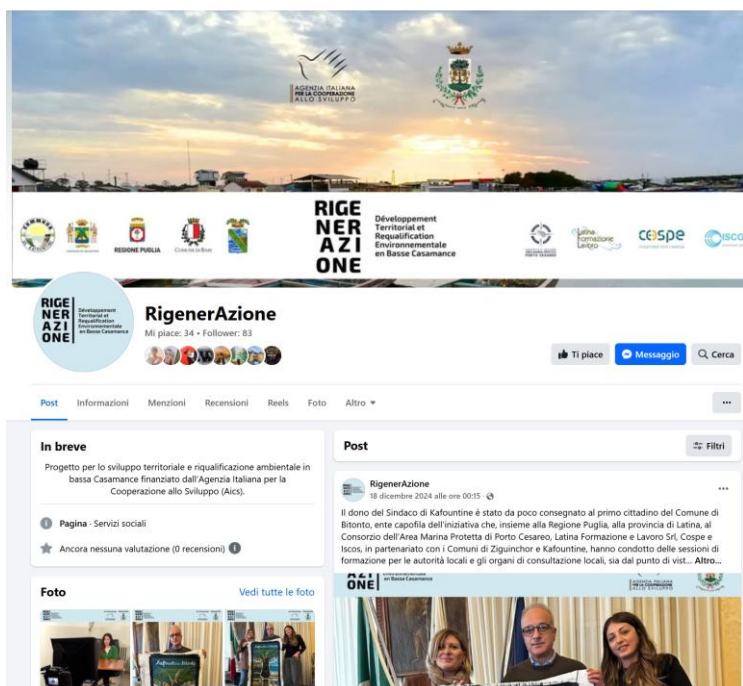 AGENZIA ITALIANA
PER LA COOPERAZIONE
ALLO SVILUPPO
REGIONE PUGLIA
COMUNE DI BARI
RIGE
NER
AZI
ONE
Développement
Territorial et
Requalification
Environnementale
en Basse Casamance
Latina
Formazione
Lavoro
cospe
TOGETHER FOR CHANGE
ISCO
RIGE
NER
AZI
ONE
Développement
Territorial et
Requalification
Environnementale
en Basse Casamance
RigenerAzione
Mi piace: 34 • Follower: 83
Ti piace
Messaggio
Cerca
Post
Informazioni
Menzioni
Recensioni
Reels
Foto
Altro
In breve
Progetto per lo sviluppo territoriale e riqualificazione ambientale in
bassa Casamance finanziato dall'Agenzia Italiana per la
Cooperazione allo Sviluppo (Aics).
Pagina · Servizi sociali
Ancora nessuna valutazione (0 recensioni)
Foto
Vedi tutte le foto
Post
Filtri
RigenerAzione
18 dicembre 2024 alle ore 00:15
Il dono del Sindaco di Kafountine è stato da poco consegnato al primo cittadino del Comune di
Bitonto, ente capofila dell'iniziativa che, insieme alla Regione Puglia, alla provincia di Latina, al
Consorzio dell'Area Marina Protetta di Porto Cesareo, Latina Formazione e Lavoro Srl, Cospe e
Iscos, in partenariato con i Comuni di Ziguinchor e Kafountine, hanno condotto delle sessioni di
formazione per le autorità locali e gli organi di consultazione locali, sia dal punto di vist... Altro...
AZI
ONE
en Basse Casamance